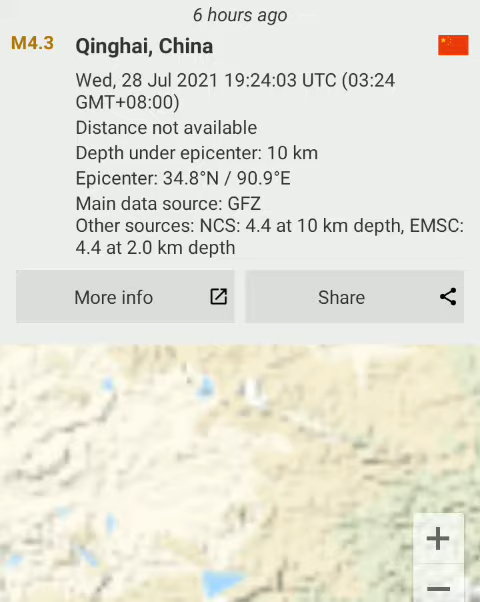 6 hours ago
M4.3 Qinghai, China
Wed, 28 Jul 2021 19:24:03 UTC (03:24
GMT+08:00)
Distance not available
Depth under epicenter: 10 km
Epicenter: 34.8°N / 90.9°E
Main data source: GFZ
Other sources: NCS: 4.4 at 10 km depth, EMSC:
4.4 at 2.0 km depth
More info Share
+
−